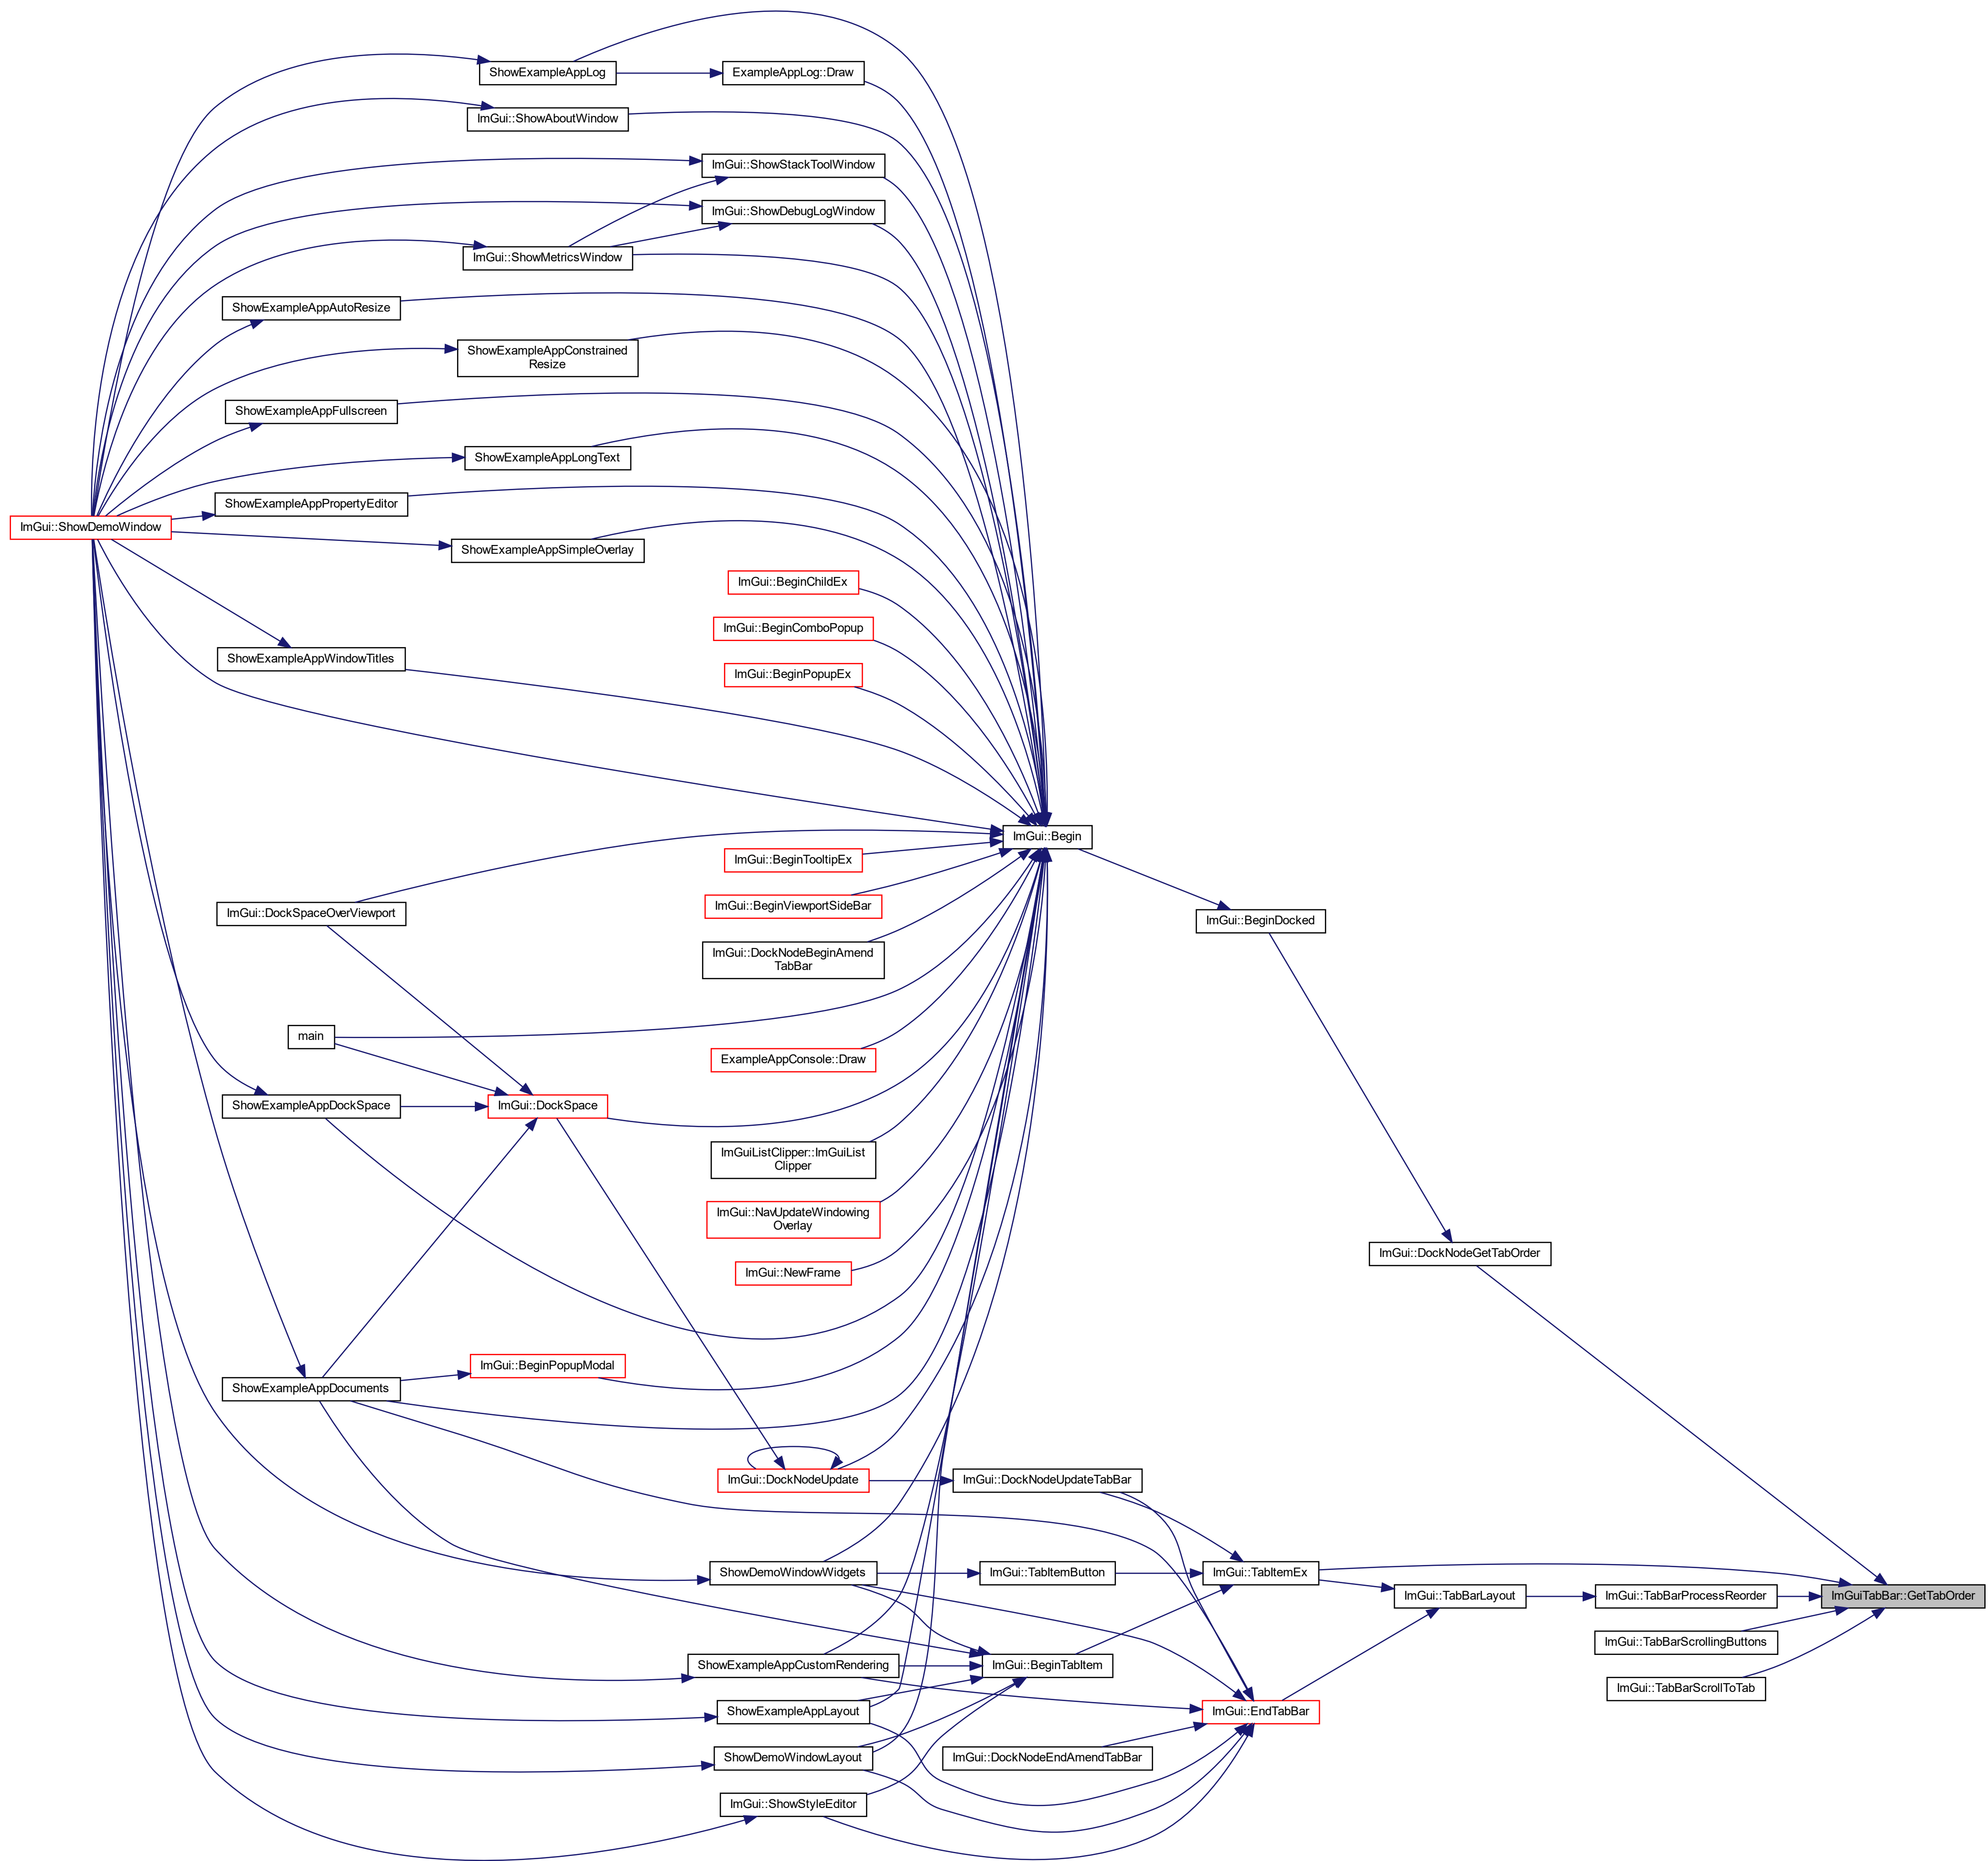 ShowExampleAppLog
ExampleAppLog::Draw
ImGui::ShowAboutWindow
ImGui::ShowStackToolWindow
ImGui::ShowDebugLogWindow
ImGui::ShowMetricsWindow
ShowExampleAppAutoResize
ShowExampleAppConstrained
Resize
ShowExampleAppFullscreen
ShowExampleAppLongText
ShowExampleAppPropertyEditor
ImGui::ShowDemoWindow
ShowExampleAppSimpleOverlay
ImGui::BeginChildEx
ImGui::BeginComboPopup
ShowExampleAppWindowTitles
ImGui::BeginPopupEx
ImGui::Begin
ImGui::BeginTooltipEx
ImGui::BeginViewportSideBar
ImGui::DockSpaceOverViewport
ImGui::BeginDocked
ImGui::DockNodeBeginAmend
TabBar
main
ExampleAppConsole::Draw
ShowExampleAppDockSpace
ImGui::DockSpace
ImGuiListClipper::ImGuiList
Clipper
ImGui::NavUpdateWindowing
Overlay
ImGui::DockNodeGetTabOrder
ImGui::NewFrame
ImGui::BeginPopupModal
ShowExampleAppDocuments
ImGui::DockNodeUpdate
ImGui::DockNodeUpdateTabBar
ShowDemoWindowWidgets
ImGui::TabItemButton
ImGui::TabItemEx
ImGui::TabBarLayout
ImGui::TabBarProcessReorder
ImGuiTabBar::GetTabOrder
ImGui::TabBarScrollingButtons
ShowExampleAppCustomRendering
ImGui::BeginTabItem
ImGui::TabBarScrollToTab
ShowExampleAppLayout
ImGui::EndTabBar
ShowDemoWindowLayout
ImGui::DockNodeEndAmendTabBar
ImGui::ShowStyleEditor